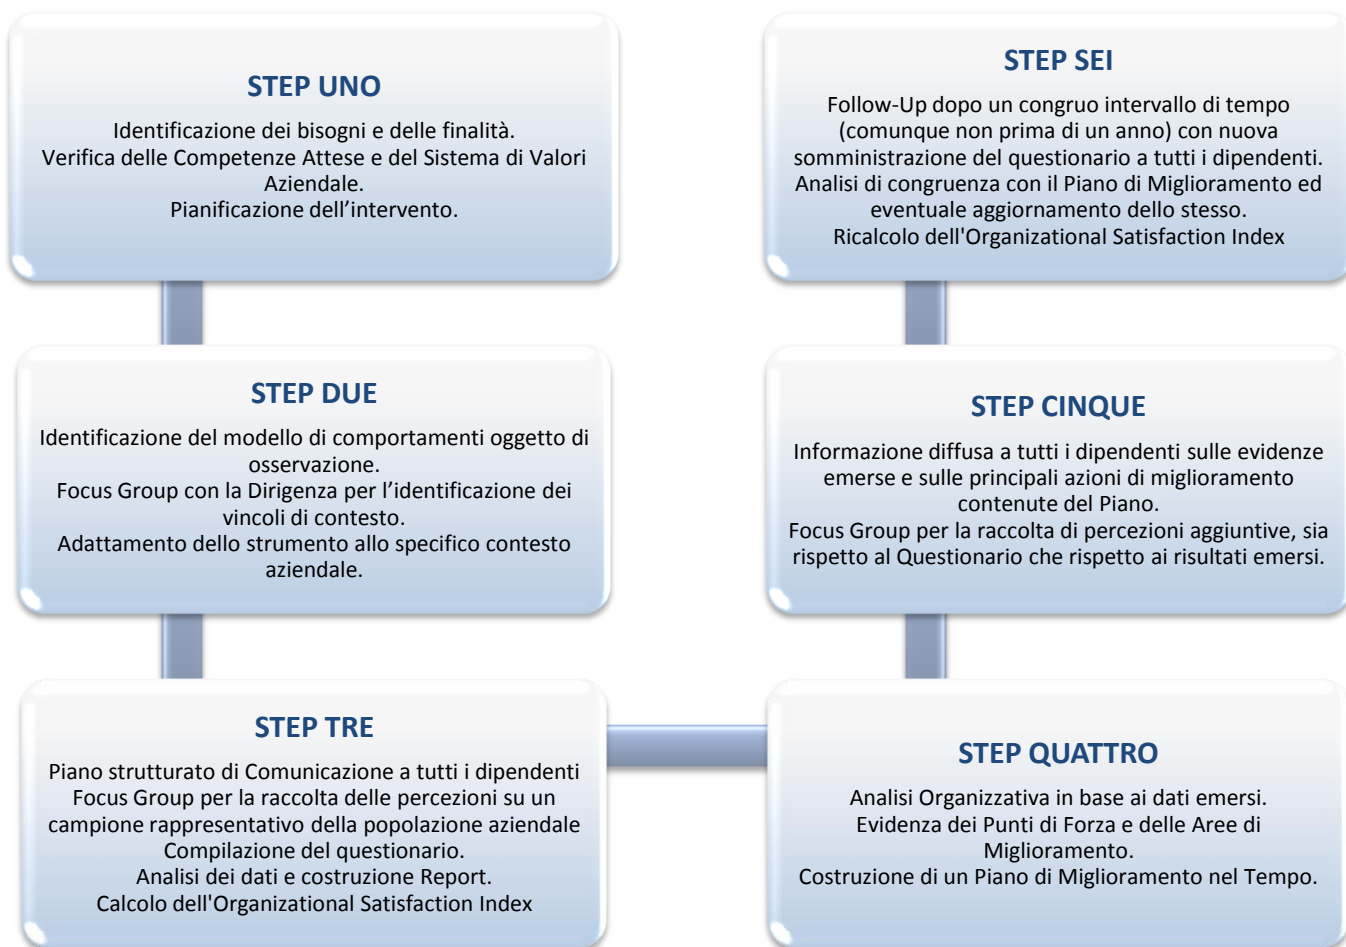 STEP UNO
Identificazione dei bisogni e delle finalità.
Verifica delle Competenze Attese e del Sistema di Valori
Aziendale.
Pianificazione dell’intervento.
STEP DUE
Identificazione del modello di comportamenti oggetto di
osservazione.
Focus Group con la Dirigenza per l’identificazione dei
vincoli di contesto.
Adattamento dello strumento allo specifico contesto
aziendale.
STEP TRE
Piano strutturato di Comunicazione a tutti i dipendenti
Focus Group per la raccolta delle percezioni su un
campione rappresentativo della popolazione aziendale
Compilazione del questionario.
Analisi dei dati e costruzione Report.
Calcolo dell'Organizational Satisfaction Index
STEP QUATTRO
Analisi Organizzativa in base ai dati emersi.
Evidenza dei Punti di Forza e delle Aree di
Miglioramento.
Costruzione di un Piano di Miglioramento nel Tempo.
STEP CINQUE
Informazione diffusa a tutti i dipendenti sulle evidenze
emerse e sulle principali azioni di miglioramento
contenute del Piano.
Focus Group per la raccolta di percezioni aggiuntive, sia
rispetto al Questionario che rispetto ai risultati emersi.
STEP SEI
Follow-Up dopo un congruo intervallo di tempo
(comunque non prima di un anno) con nuova
somministrazione del questionario a tutti i dipendenti.
Analisi di congruenza con il Piano di Miglioramento ed
eventuale aggiornamento dello stesso.
Ricalcolo dell'Organizational Satisfaction Index